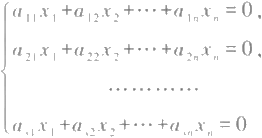 a₁₁x₁+a₁₂x₂+⋯+a₁ₙxₙ=0,
a₂₁x₁+a₂₂x₂+⋯+a₂ₙxₙ=0,
…………
aₛ₁x₁+aₛ₂x₂+⋯+aₛₙxₙ=0